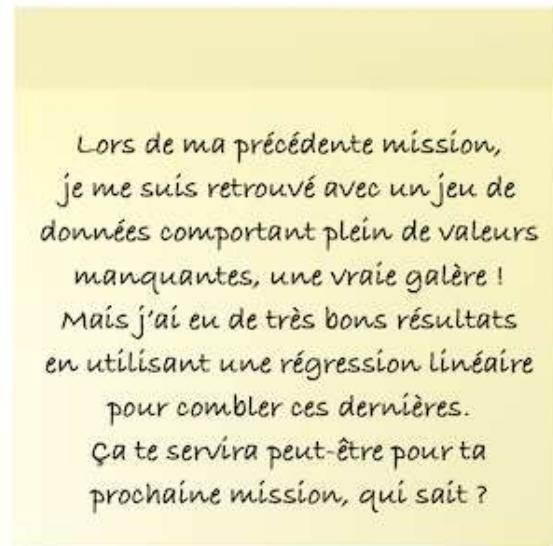 Lors de ma précédente mission,
je me suis retrouvé avec un jeu de
données comportant plein de valeurs
manquantes, une vraie galère !
Mais j'ai eu de très bons résultats
en utilisant une régression linéaire
pour combler ces dernières.
Ça te servira peut-être pour ta
prochaine mission, qui sait ?